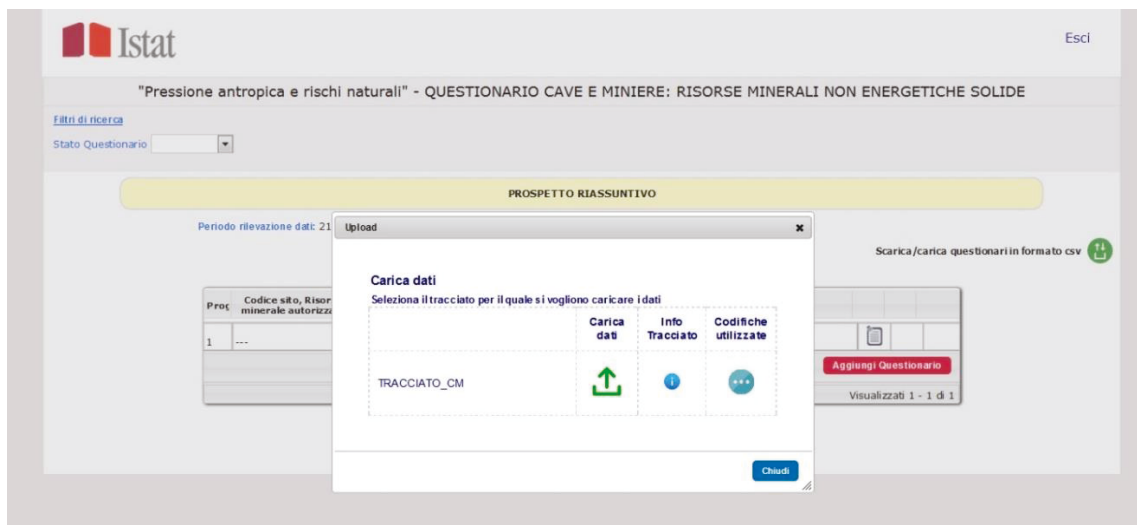 Istat
Esci
"Pressione antropica e rischi naturali" - QUESTIONARIO CAVE E MINIERE: RISORSE MINERALI NON ENERGETICHE SOLIDE
Filtri di ricerca
Stato Questionario
PROSPETTO RIASSUNTIVO
Periodo rilevazione dati: 21
Upload
Scarica/carica questionari in formato csv
Carica dati
Seleziona il tracciato per il quale si vogliono caricare i dati
Prog
Codice sito, Risor
minerale autorizza
Carica dati
Info Tracciato
Codifiche utilizzate
1 ---
TRACCIATO_CM
Aggiungi Questionario
Visualizzati 1 - 1 di 1
Chiudi